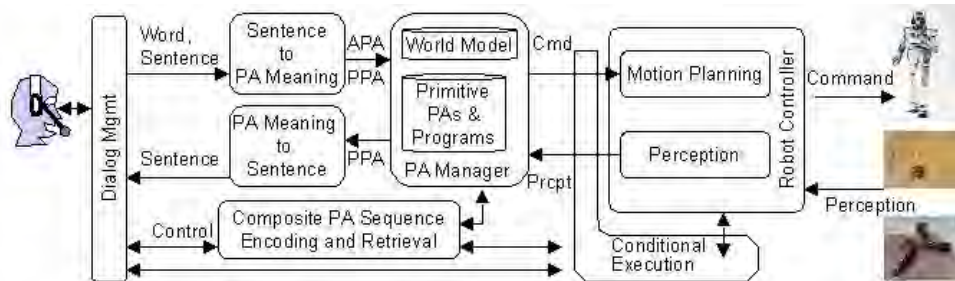 Dialog Mgmt
Word,
Sentence
Sentence
to
PA Meaning
APA
PPA
World Model
Primitive
PAs &
Programs
PA Manager
Sentence
PA Meaning
to
Sentence
PPA
Control
Composite PA Sequence
Encoding and Retrieval
Cmd
Prcpt
Motion Planning
Perception
Robot Controller
Conditional
Execution
Command
Perception